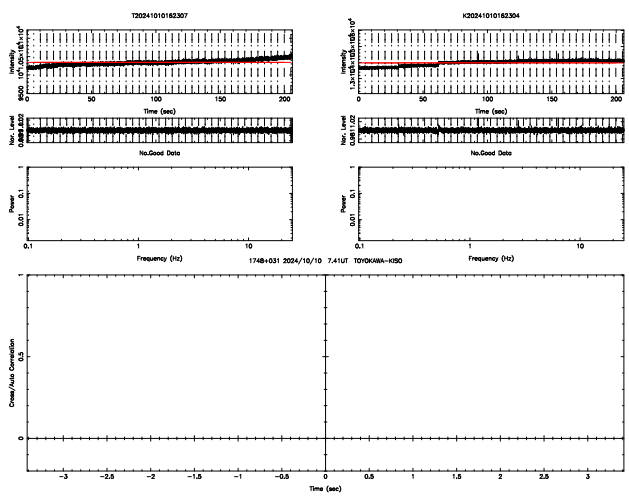 T20241010162307
K20241010162304
Intensity
9500
0
50
100
150
200
Time (sec)
Intensity
0
50
100
150
200
Time (sec)
Nor. Level
Nor. Level
No.Good Data
No.Good Data
Power
1
0.1
0.01
0.1
1
10
Frequency (Hz)
Power
1
0.1
0.01
0.1
1
10
Frequency (Hz)
1748+031 2024/10/10 7.41UT TOYOKAWA-KISO
Cross/Auto Correlation
1
0.5
0
-3
-2.5
-2
-1.5
-1
-0.5
0
0.5
1
1.5
2
2.5
3
Time (sec)